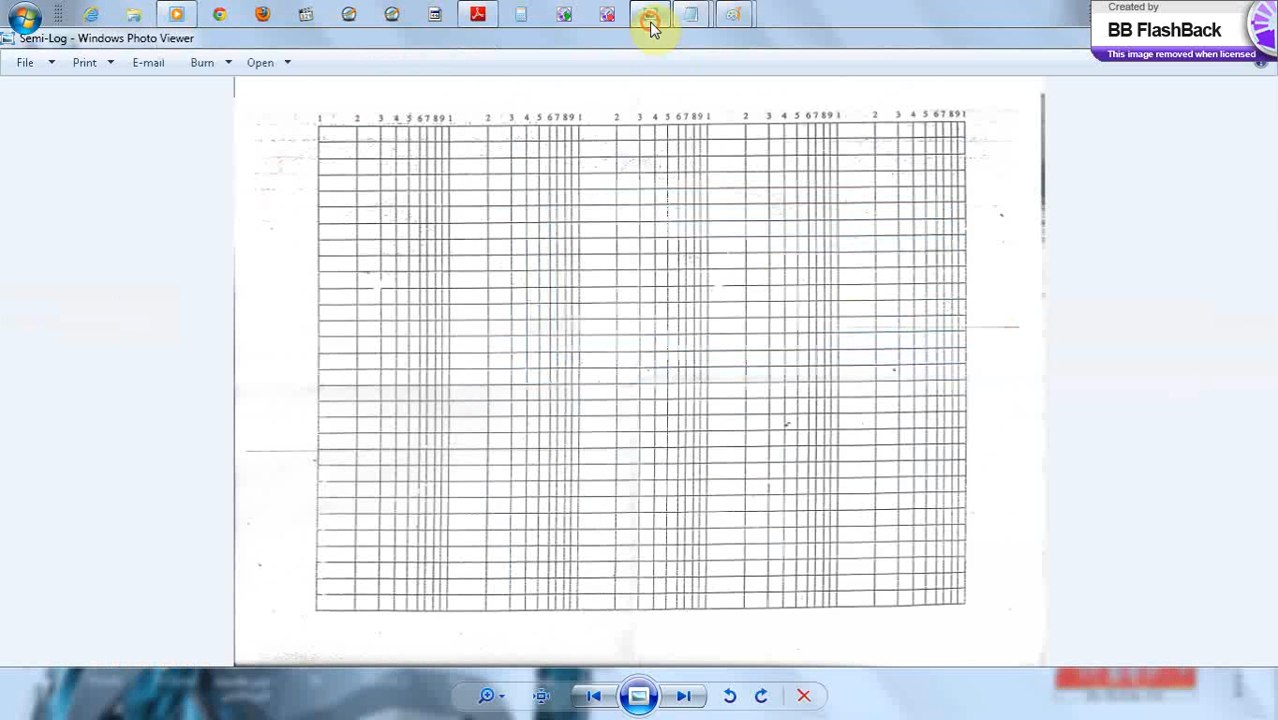 Created by
BB FlashBack
This image removed when licensed
Semi-Log - Windows Photo Viewer
File Print E-mail Burn Open
1 2 3 4 5 6 7 8 9 1 2 3 4 5 6 7 8 9 1 2 3 4 5 6 7 8 9 1 2 3 4 5 6 7 8 9 1 2 3 4 5 6 7 8 9 1